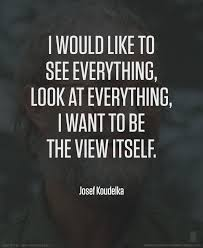 I WOULD LIKE TO
SEE EVERYTHING,
LOOK AT EVERYTHING,
I WANT TO BE
THE VIEW ITSELF.
Josef Koudelka